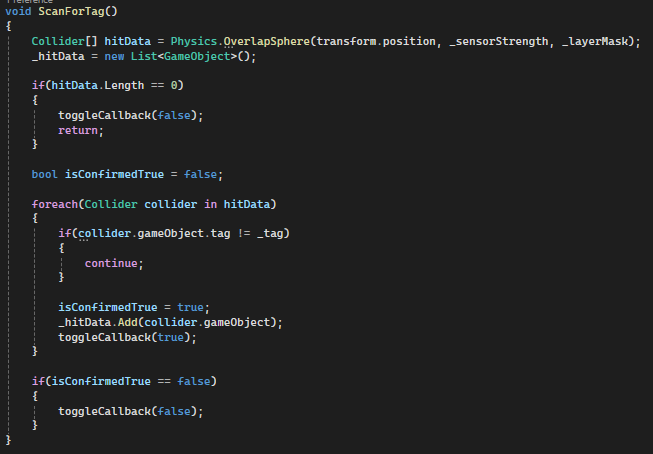 void ScanForTag()
{
Collider[] hitData = Physics.OverlapSphere(transform.position, _sensorStrength, _layerMask);
_hitData = new List<GameObject>();
if(hitData.Length == 0)
{
toggleCallback(false);
return;
}
bool isConfirmedTrue = false;
foreach(Collider collider in hitData)
{
if(collider.gameObject.tag != _tag)
{
continue;
}
isConfirmedTrue = true;
_hitData.Add(collider.gameObject);
toggleCallback(true);
}
if(isConfirmedTrue == false)
{
toggleCallback(false);
}
}